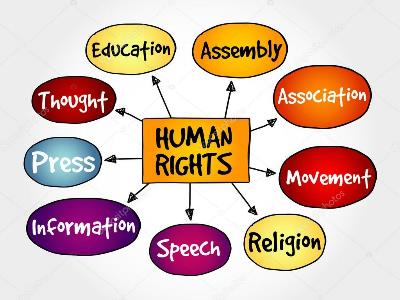 Education
Assembly
Thought
Association
HUMAN
RIGHTS
Press
Movement
Information
Speech
Religion